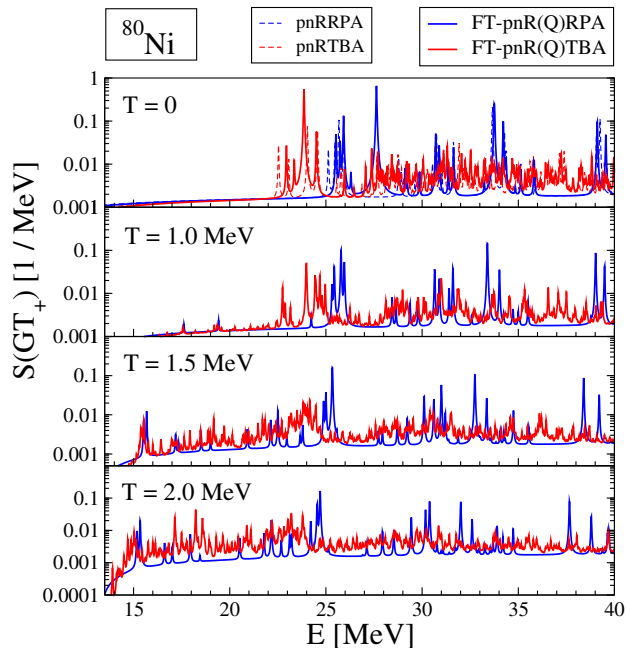 80Ni
pnRRPA
pnRTBA
FT-pnR(Q)RPA
FT-pnR(Q)TBA
S(GT+) [1 / MeV]
1
0.1
0.01
0.001
T = 0
0.1
0.01
0.001
T = 1.0 MeV
0.1
0.01
0.001
T = 1.5 MeV
0.1
0.01
0.001
0.0001
T = 2.0 MeV
15 20 25 30 35 40
E [MeV]